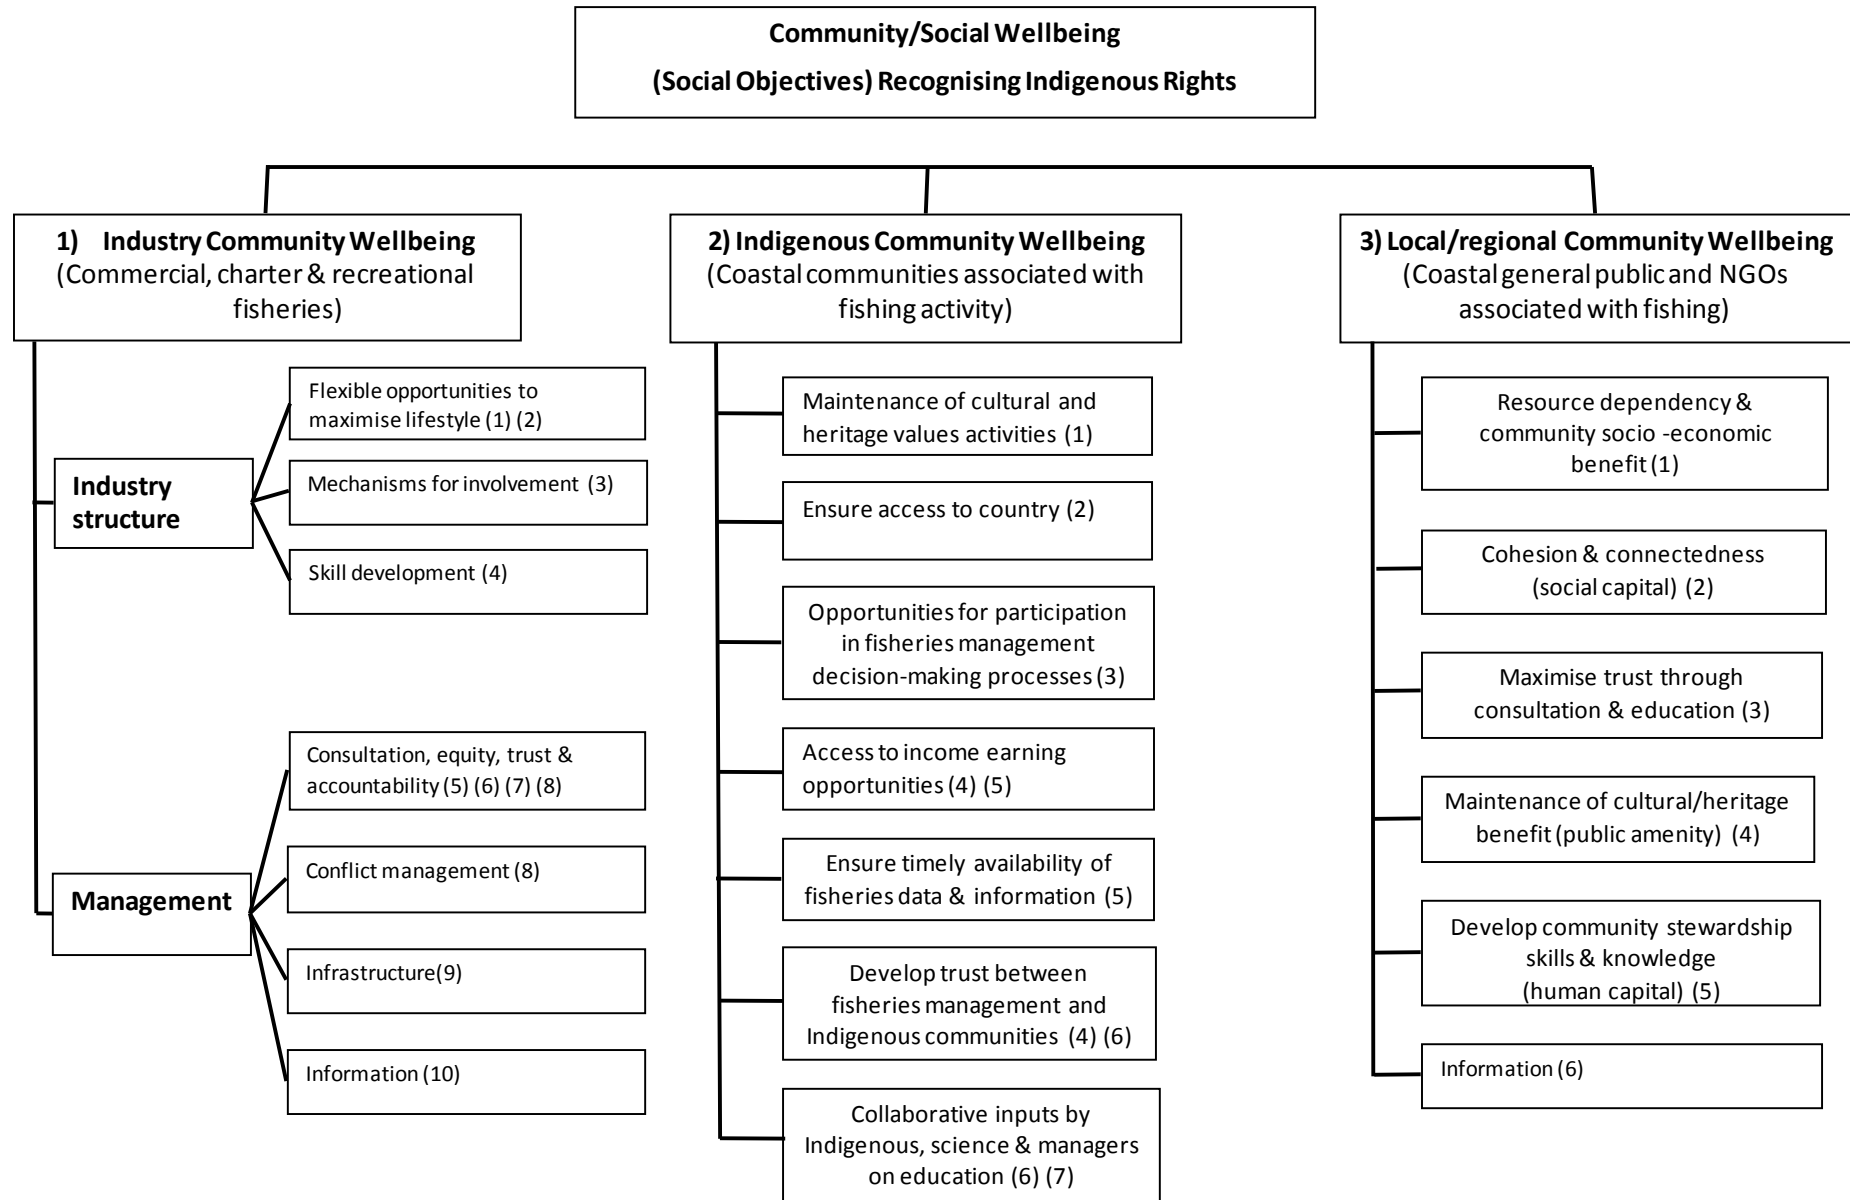 Community/Social Wellbeing
(Social Objectives) Recognising Indigenous Rights
1) Industry Community Wellbeing
(Commercial, charter & recreational
fisheries)
Industry
structure
Flexible opportunities to
maximise lifestyle (1) (2)
Mechanisms for involvement (3)
Skill development (4)
Management
Consultation, equity, trust &
accountability (5) (6) (7) (8)
Conflict management (8)
Infrastructure(9)
Information (10)
2) Indigenous Community Wellbeing
(Coastal communities associated with
fishing activity)
Maintenance of cultural and
heritage values activities (1)
Ensure access to country (2)
Opportunities for participation
in fisheries management
decision-making processes (3)
Access to income earning
opportunities (4) (5)
Ensure timely availability of
fisheries data & information (5)
Develop trust between
fisheries management and
Indigenous communities (4) (6)
Collaborative inputs by
Indigenous, science & managers
on education (6) (7)
3) Local/regional Community Wellbeing
(Coastal general public and NGOs
associated with fishing)
Resource dependency &
community socio -economic
benefit (1)
Cohesion & connectedness
(social capital) (2)
Maximise trust through
consultation & education (3)
Maintenance of cultural/heritage
benefit (public amenity) (4)
Develop community stewardship
skills & knowledge
(human capital) (5)
Information (6)